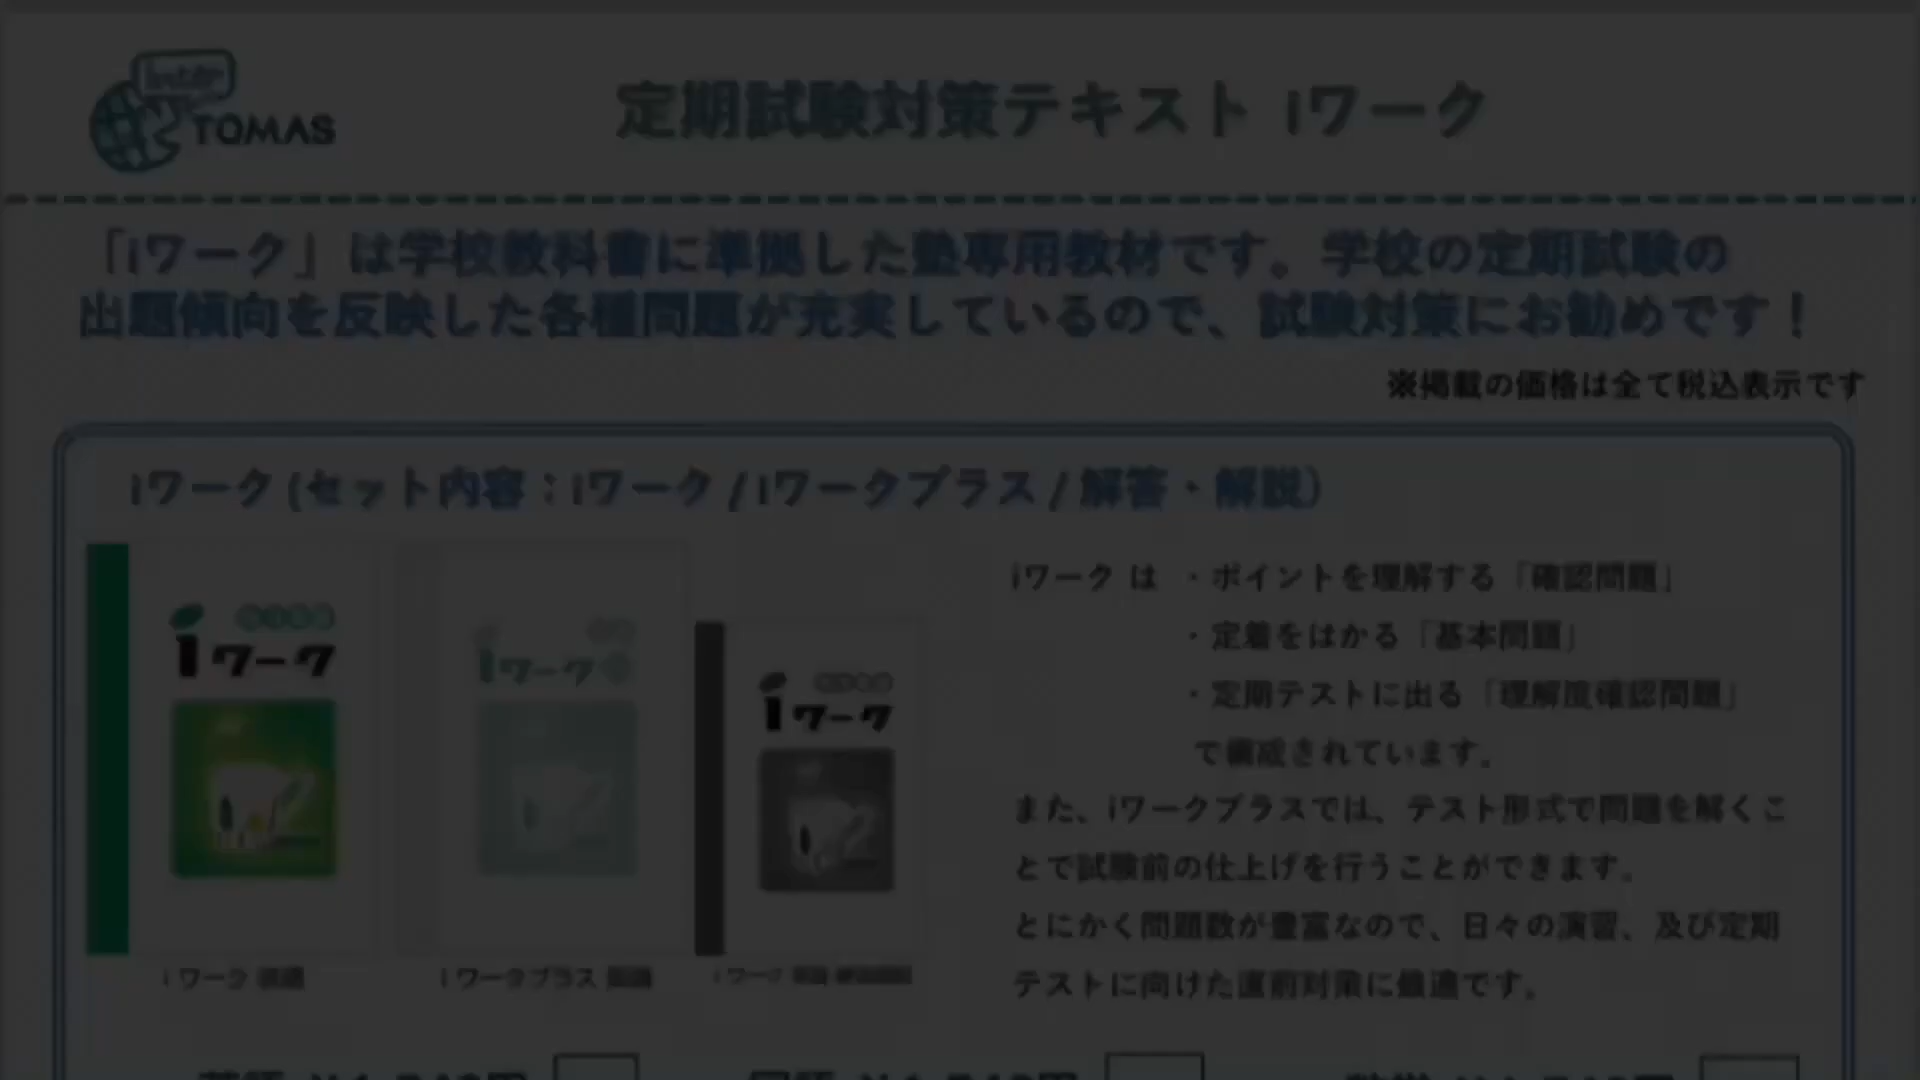 inter
TOMAS
定期試験対策テキスト iワーク
「iワーク」は学校教科書に準拠した塾専用教材です。学校の定期試験の
出題傾向を反映した各種問題が充実しているので、試験対策にお勧めです！
※掲載の価格は全て税込表示です
iワーク (セット内容：iワーク / iワークプラス / 解答・解説)
iワーク
iワーク
iワーク
iワーク は ・ポイントを理解する「確認問題」
・定着をはかる「基本問題」
・定期テストに出る「理解度確認問題」
で構成されています。
また、iワークプラスでは、テスト形式で問題を解くこ
とで試験前の仕上げを行うことができます。
とにかく問題数が豊富なので、日々の演習、及び定期
テストに向けた直前対策に最適です。
iワーク
iワークプラス
iワーク